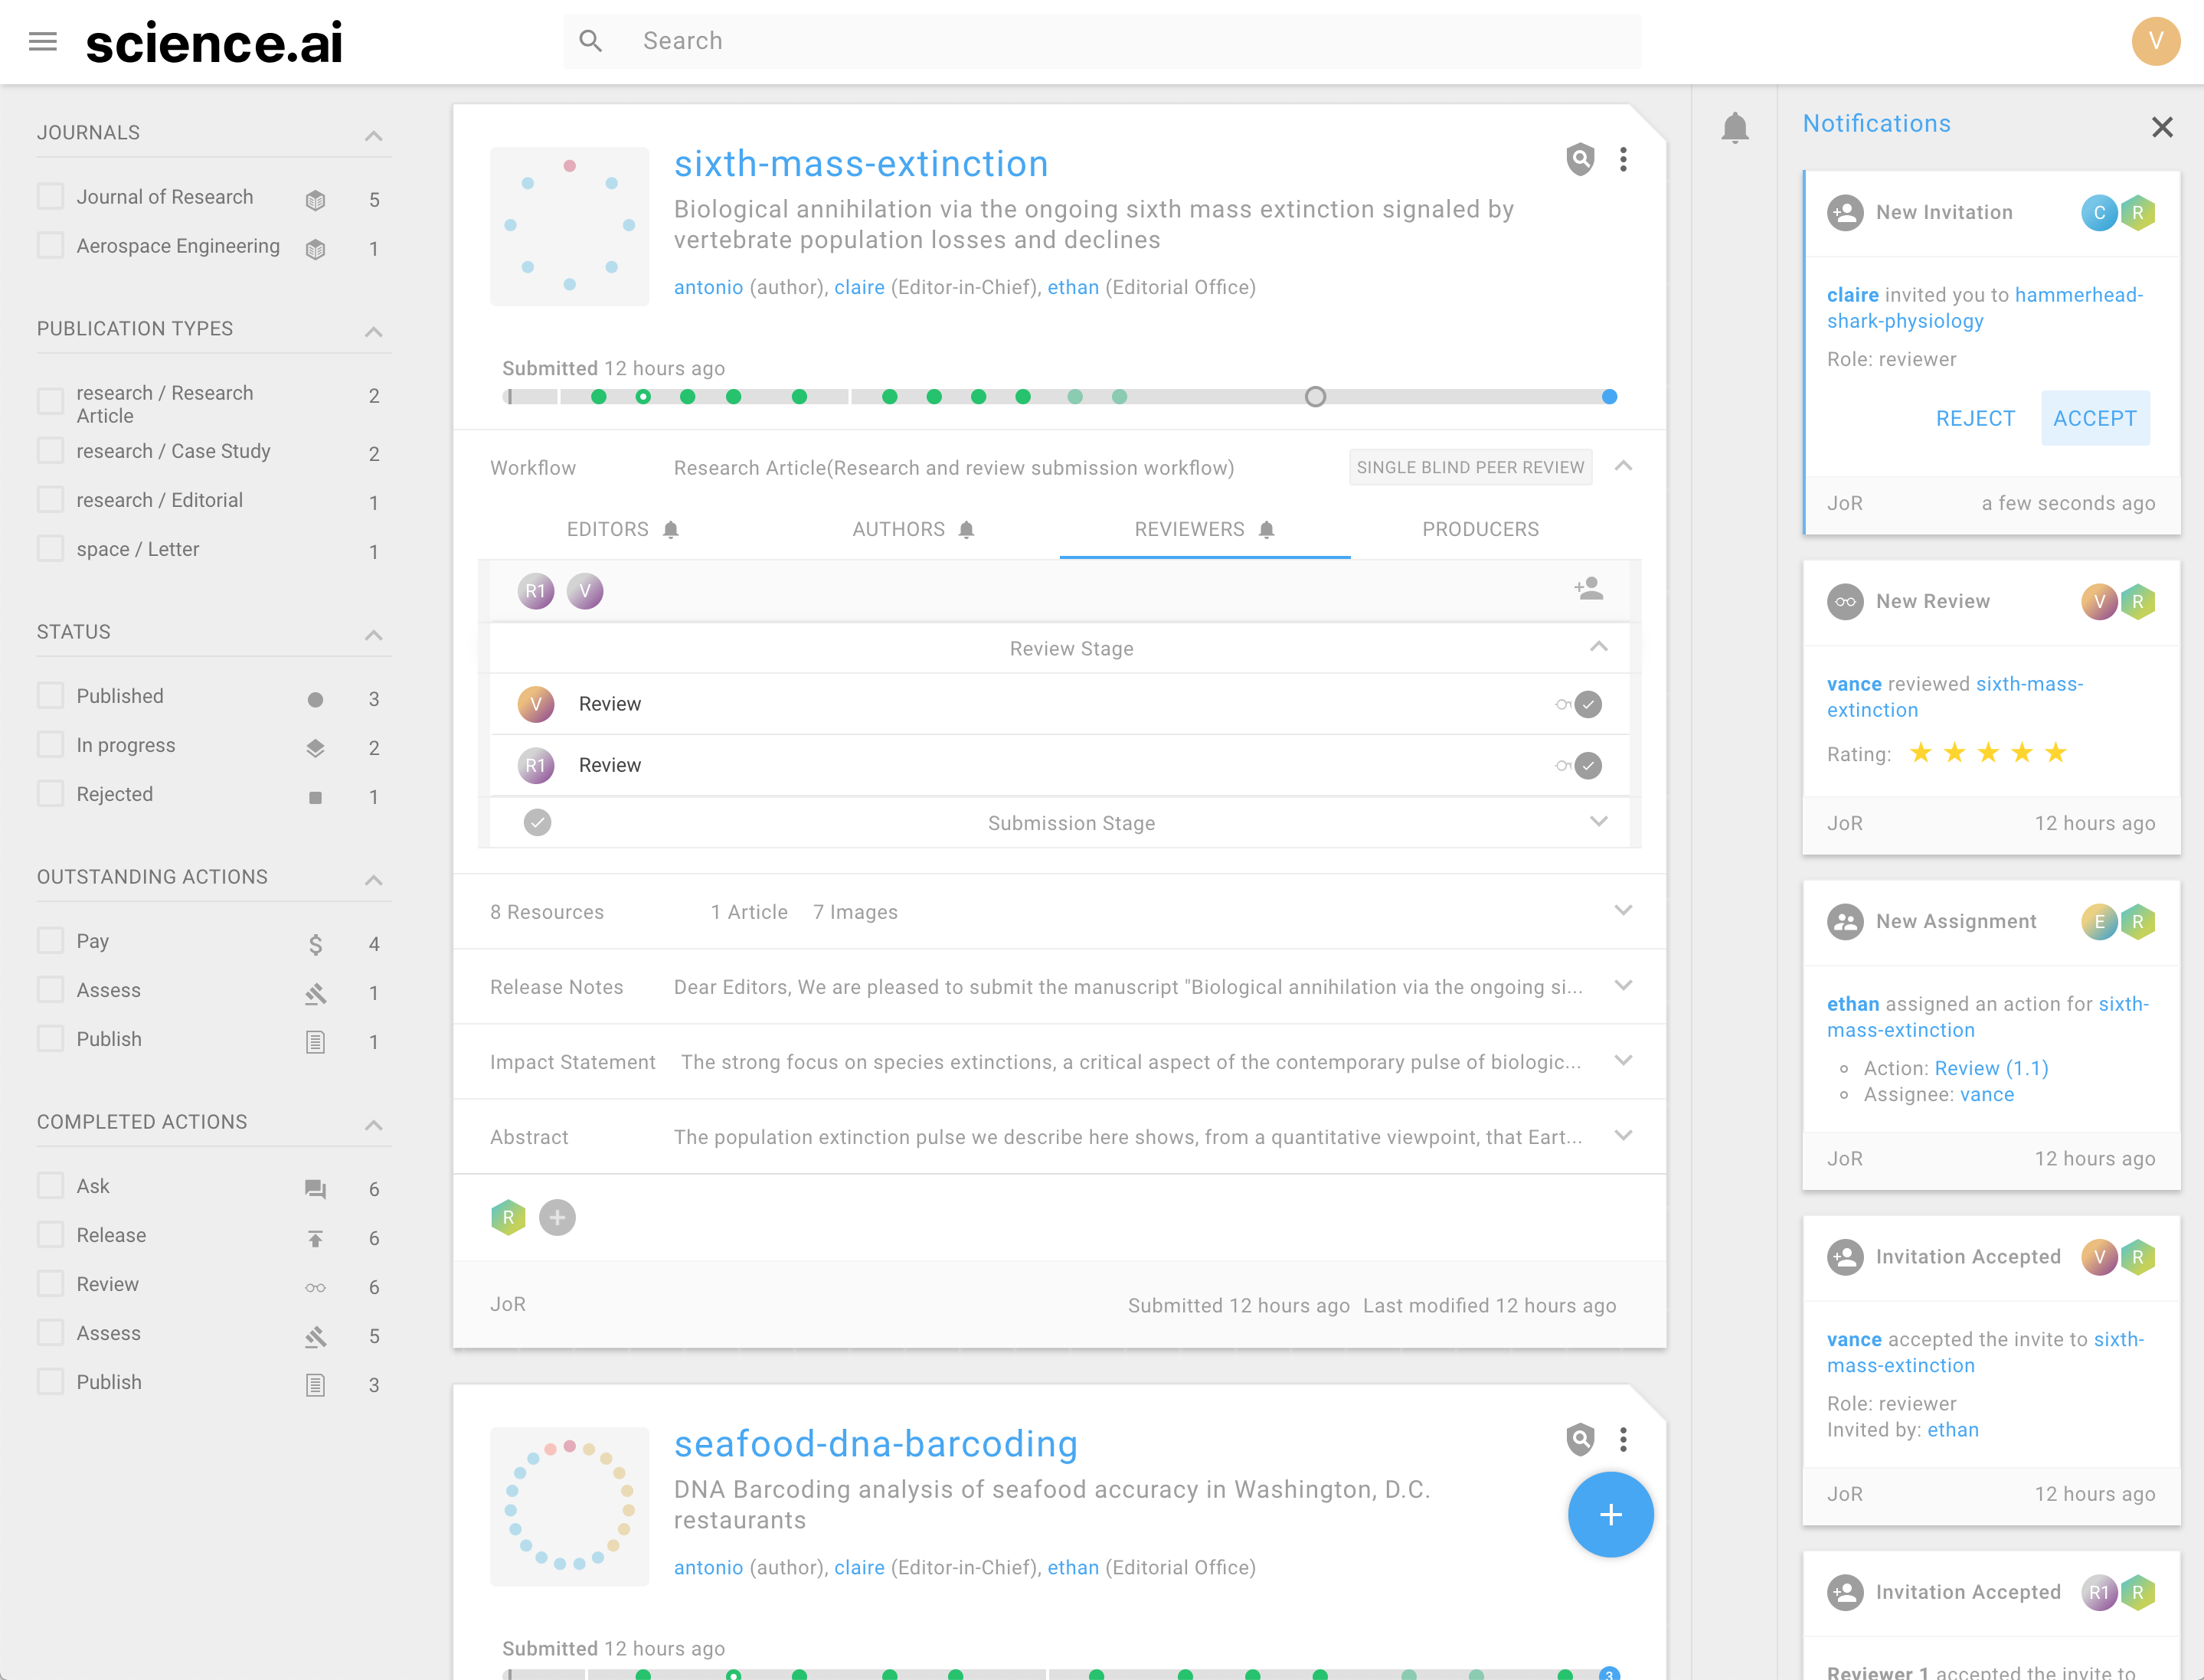 science.ai
Search
V
JOURNALS
Journal of Research 5
Aerospace Engineering 1
PUBLICATION TYPES
research / Research
Article 2
research / Case Study 2
research / Editorial 1
space / Letter 1
STATUS
Published 3
In progress 2
Rejected 1
OUTSTANDING ACTIONS
Pay 4
Assess 1
Publish 1
COMPLETED ACTIONS
Ask 6
Release 6
Review 6
Assess 5
Publish 3
sixth-mass-extinction
Biological annihilation via the ongoing sixth mass extinction signaled by
vertebrate population losses and declines
antonio (author), claire (Editor-in-Chief), ethan (Editorial Office)
Submitted 12 hours ago
Workflow Research Article(Research and review submission workflow) SINGLE BLIND PEER REVIEW
EDITORS AUTHORS REVIEWERS PRODUCERS
R1 V
Review Stage
V Review
R1 Review
Submission Stage
8 Resources 1 Article 7 Images
Release Notes Dear Editors, We are pleased to submit the manuscript "Biological annihilation via the ongoing si...
Impact Statement The strong focus on species extinctions, a critical aspect of the contemporary pulse of biologic...
Abstract The population extinction pulse we describe here shows, from a quantitative viewpoint, that Eart...
R
JoR Submitted 12 hours ago Last modified 12 hours ago
seafood-dna-barcoding
DNA Barcoding analysis of seafood accuracy in Washington, D.C.
restaurants
antonio (author), claire (Editor-in-Chief), ethan (Editorial Office)
Submitted 12 hours ago
3
Notifications
New Invitation C R
claire invited you to hammerhead-
shark-physiology
Role: reviewer
REJECT ACCEPT
JoR a few seconds ago
New Review V R
vance reviewed sixth-mass-
extinction
Rating:
JoR 12 hours ago
New Assignment E R
ethan assigned an action for sixth-
mass-extinction
Action: Review (1.1)
Assignee: vance
JoR 12 hours ago
Invitation Accepted V R
vance accepted the invite to sixth-
mass-extinction
Role: reviewer
Invited by: ethan
JoR 12 hours ago
Invitation Accepted R1 R
Reviewer 1 accepted the invite to